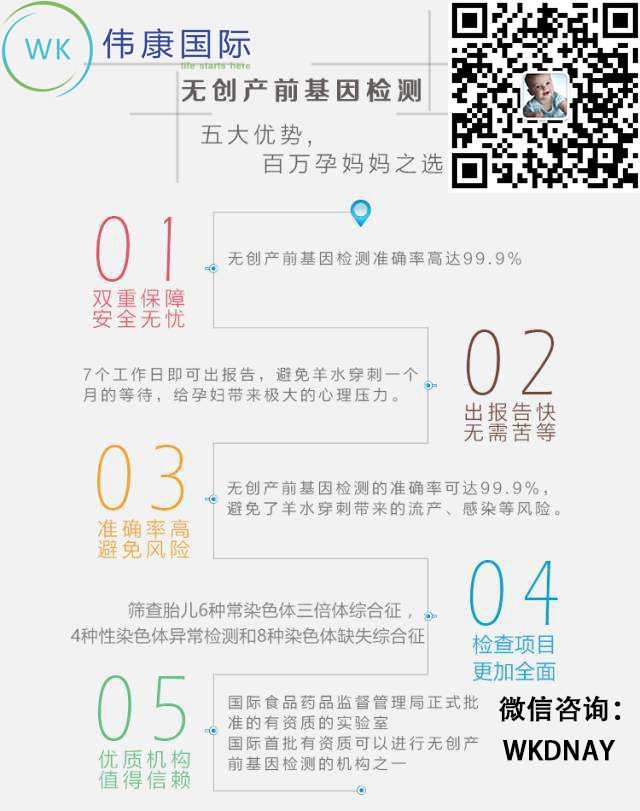 WK
伟康国际
life starts here
无创产前基因检测
五大优势，
百万孕妈妈之选
01
双重保障
安全无忧
无创产前基因检测准确率高达99.9%
02
出报告快
无需苦等
7个工作日即可出报告，避免羊水穿刺一个
月的等待，给孕妇带来极大的心理压力。
03
准确率高
避免风险
无创产前基因检测的准确率可达99.9%，
避免了羊水穿刺带来的流产、感染等风险。
04
检查项目
更加全面
筛查胎儿6种常染色体三倍体综合征，
4种性染色体异常检测和8种染色体缺失综合征
05
优质机构
值得信赖
国际食品药品监督管理局正式批
准的有资质的实验室
国际首批有资质可以进行无创产
前基因检测的机构之一
微信咨询：
WKDNAY